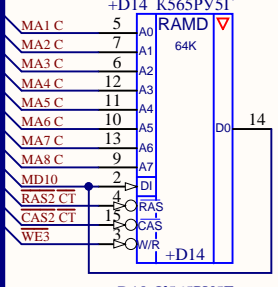 +D14 К565РУ5Г
MA1 C 5 A0 RAMD
MA2 C 7 A1 64K
MA3 C 6 A2
MA4 C 12 A3
MA5 C 11 A4
MA6 C 10 A5 D0 14
MA7 C 13 A6
MA8 C 9 A7
MD10 2 DI
RAS2 CT 4 RAS
CAS2 CT 15 CAS
WE3 3 W/R
+D14